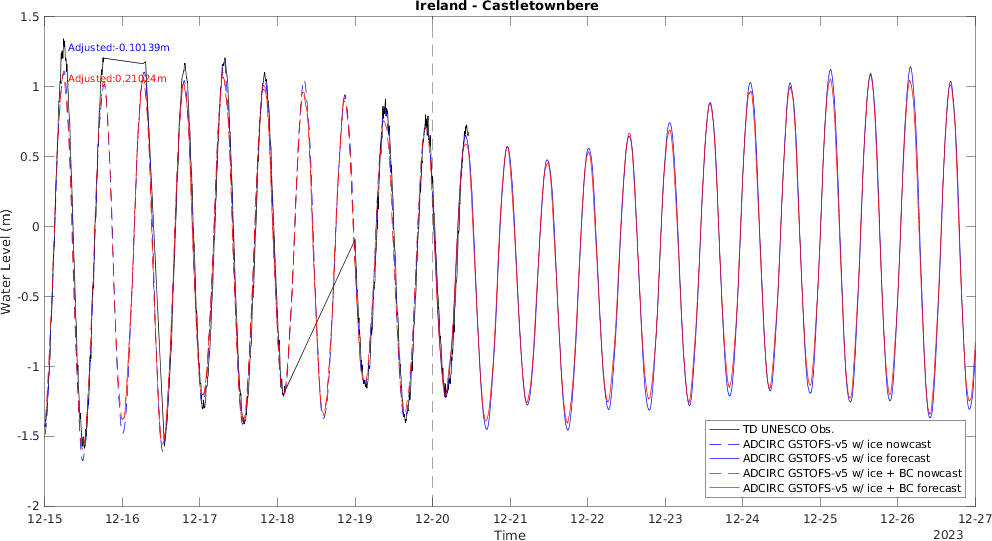 Ireland - Castletownbere
Water Level (m)
1.5
1
0.5
0
-0.5
-1
-1.5
-2
Adjusted:-0.10139m
Adjusted:0.21024m
TD UNESCO Obs.
ADCIRC GSTOFS-v5 w/ ice nowcast
ADCIRC GSTOFS-v5 w/ ice forecast
ADCIRC GSTOFS-v5 w/ ice + BC nowcast
ADCIRC GSTOFS-v5 w/ ice + BC forecast
12-15 12-16 12-17 12-18 12-19 12-20 12-21 12-22 12-23 12-24 12-25 12-26 12-27
Time
2023